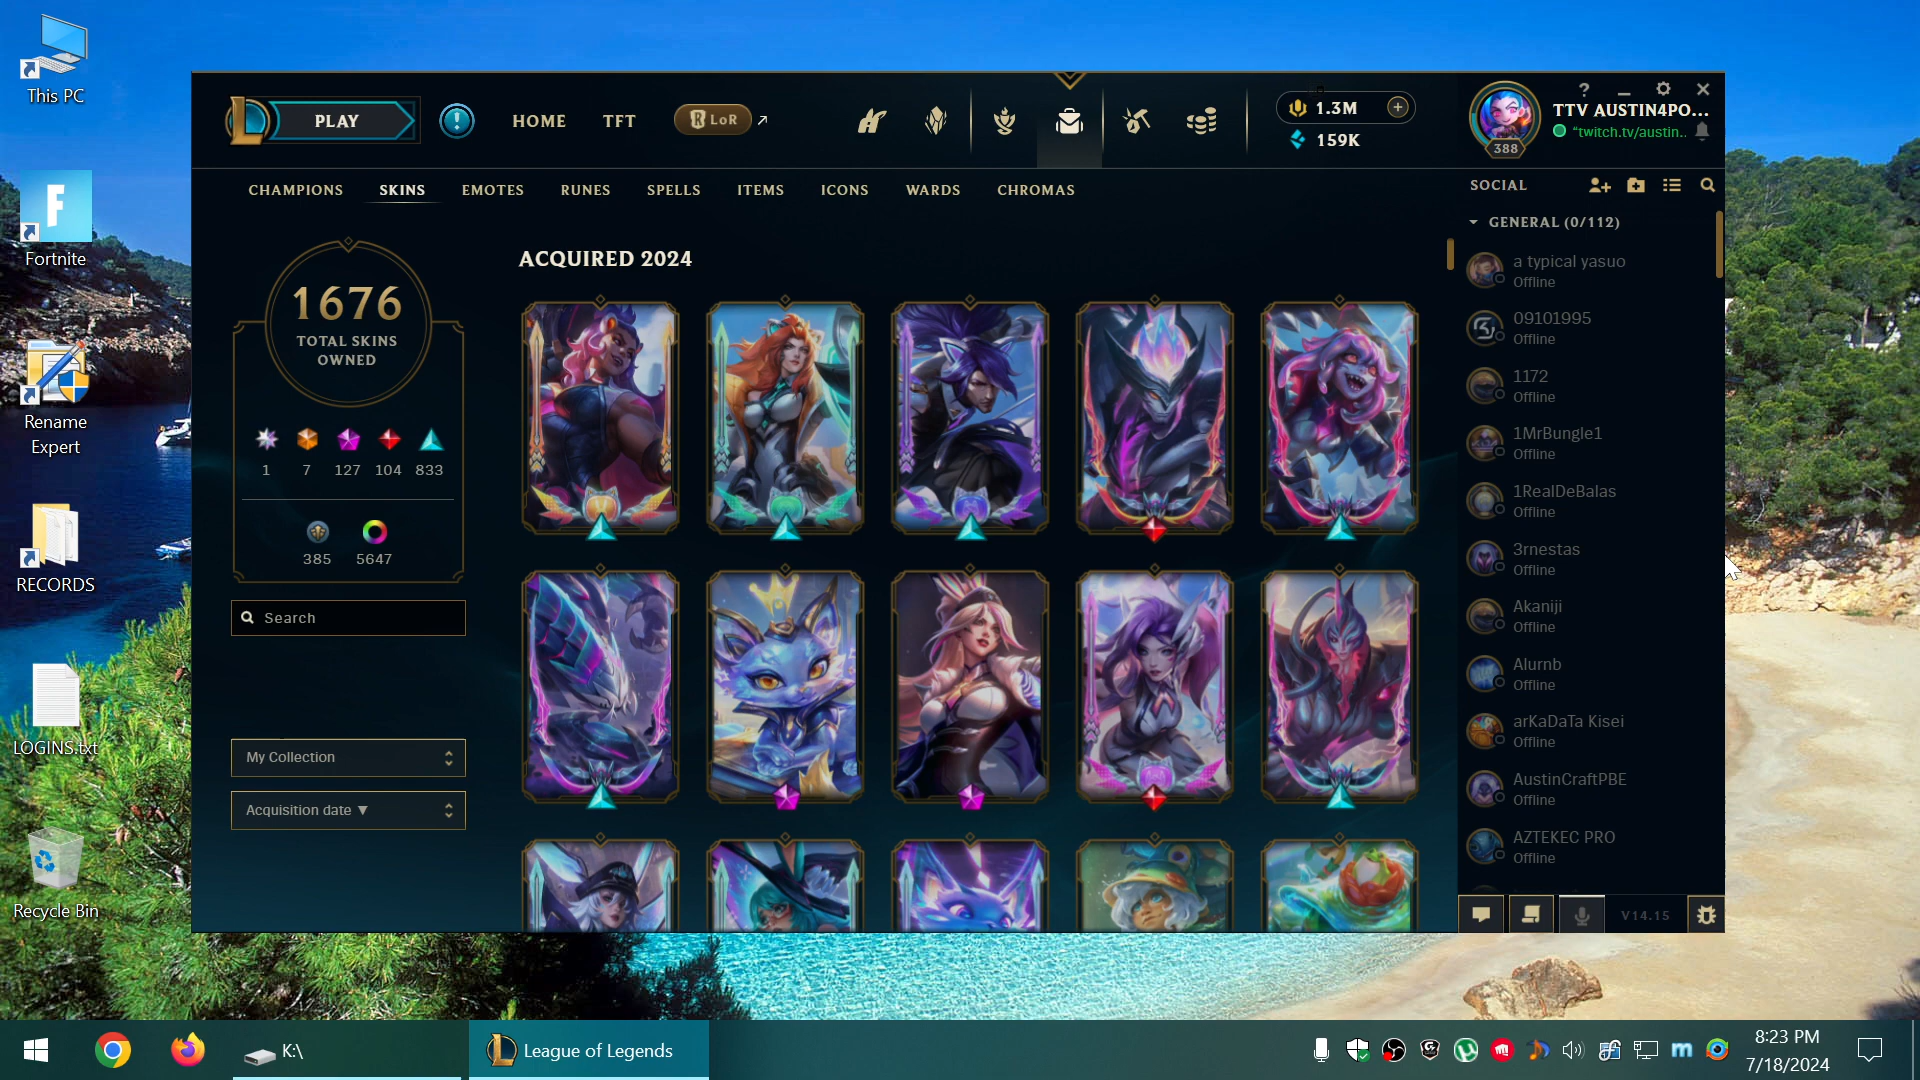 This PC
Fortnite
Rename
Expert
RECORDS
LOGINS.txt
Recycle Bin
PLAY
HOME
TFT
LoR
1.3M
159K
388
TTV AUSTIN4PO...
"twitch.tv/austin..
CHAMPIONS
SKINS
EMOTES
RUNES
SPELLS
ITEMS
ICONS
WARDS
CHROMAS
1676
TOTAL SKINS
OWNED
1
7
127
104
833
385
5647
Search
My Collection
Acquisition date ▼
ACQUIRED 2024
SOCIAL
GENERAL (0/112)
a typical yasuo
Offline
09101995
Offline
1172
Offline
1MrBungle1
Offline
1RealDeBalas
Offline
3rnestas
Offline
Akaniji
Offline
Alurnb
Offline
arKaDaTa Kisei
Offline
AustinCraftPBE
Offline
AZTEKEC PRO
Offline
V14.15
K:\
League of Legends
8:23 PM
7/18/2024